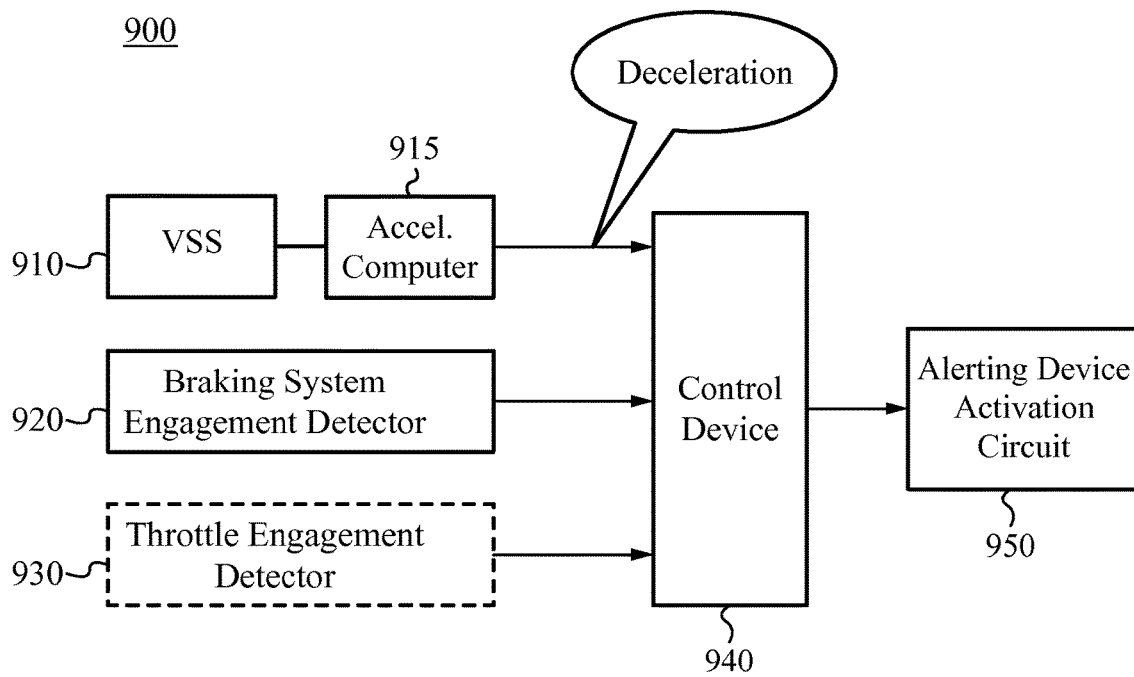 900
Deceleration
915
VSS
Accel.
Computer
910
Braking System
Engagement Detector
920
Control
Device
Alerting Device
Activation
Circuit
Throttle Engagement
Detector
930
950
940